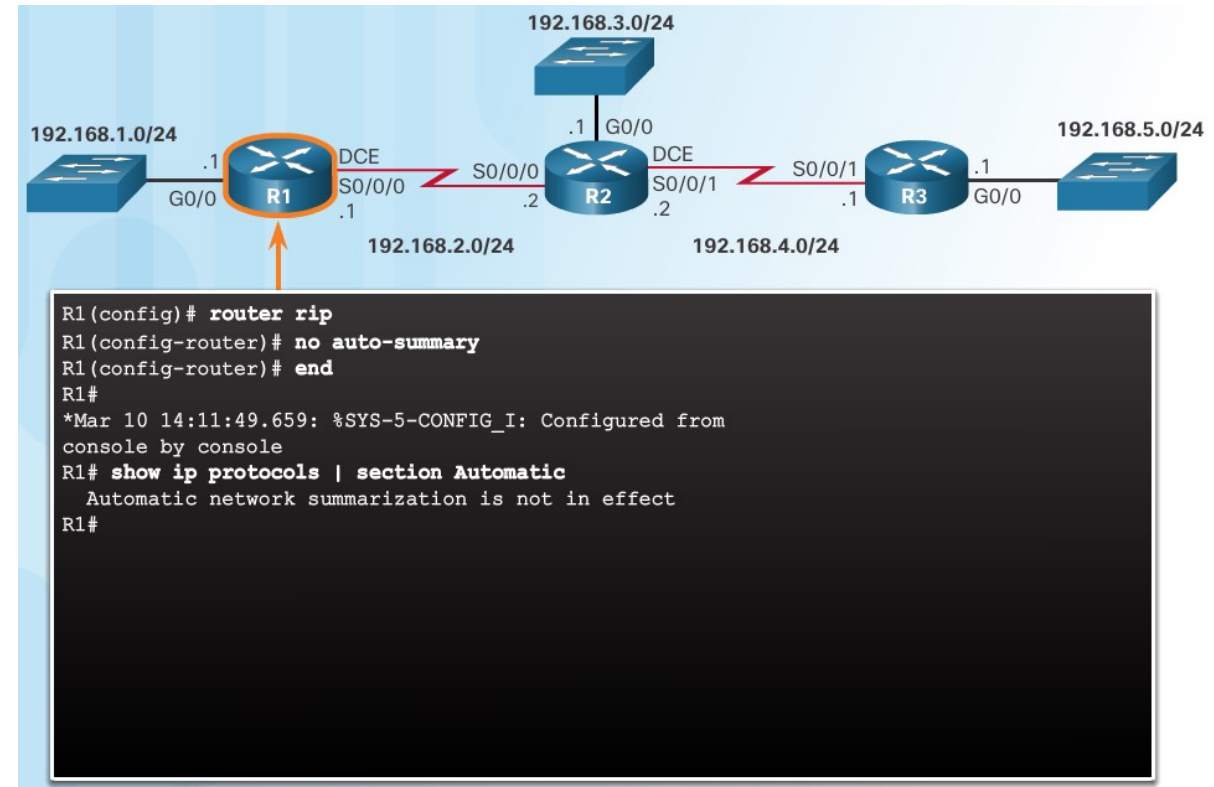 192.168.3.0/24
192.168.1.0/24
.1 G0/0
192.168.5.0/24
.1
DCE
S0/0/0
DCE
S0/0/1
.1
G0/0
R1
S0/0/0
.1
.2
R2
S0/0/1
.2
.1
R3
G0/0
192.168.2.0/24
192.168.4.0/24
R1(config)# router rip
R1(config-router)# no auto-summary
R1(config-router)# end
R1#
*Mar 10 14:11:49.659: %SYS-5-CONFIG_I: Configured from
console by console
R1# show ip protocols | section Automatic
  Automatic network summarization is not in effect
R1#